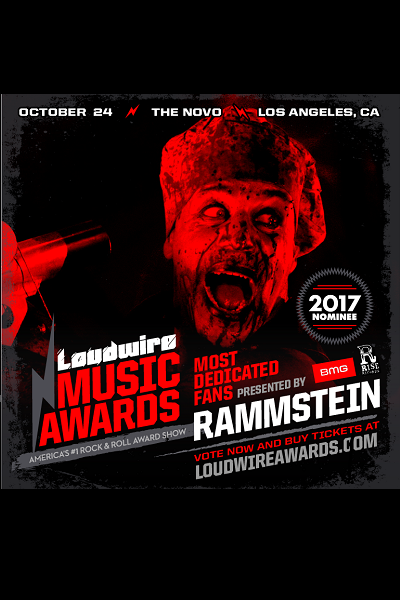 OCTOBER 24 THE NOVO LOS ANGELES, CA
2017
NOMINEE
Loudwire
MUSIC
AWARDS
AMERICA'S #1 ROCK & ROLL AWARD SHOW
MOST
DEDICATED
FANS PRESENTED BY BMG RISE
RAMMSTEIN
VOTE NOW AND BUY TICKETS AT
LOUDWIREAWARDS.COM